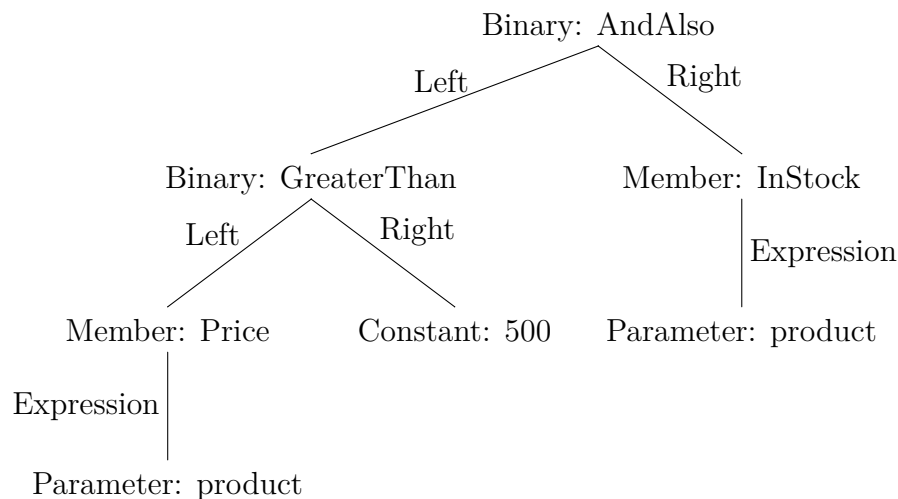 Binary: AndAlso
Left
Right
Binary: GreaterThan
Member: InStock
Left
Right
Expression
Member: Price
Constant: 500
Parameter: product
Expression
Parameter: product